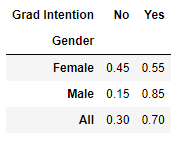 Grad Intention No Yes
Gender
Female 0.45 0.55
Male 0.15 0.85
All 0.30 0.70